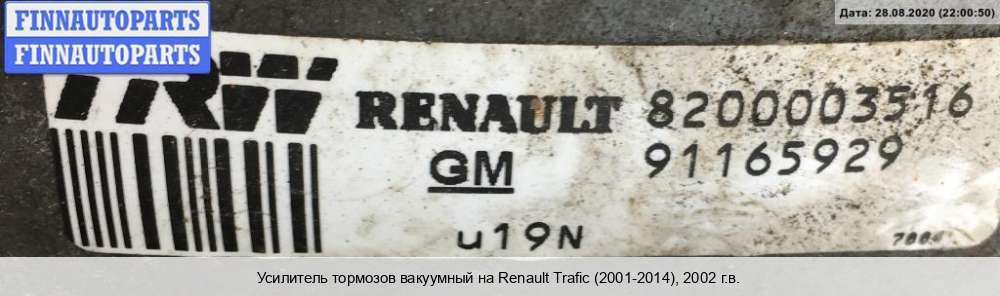 FINNAUTOPARTS
FINNAUTOPARTS
Дата: 28.08.2020 (22:00:50)
TRW
RENAULT 8200003516
GM 91165929
u19N
Усилитель тормозов вакуумный на Renault Trafic (2001-2014), 2002 г.в.